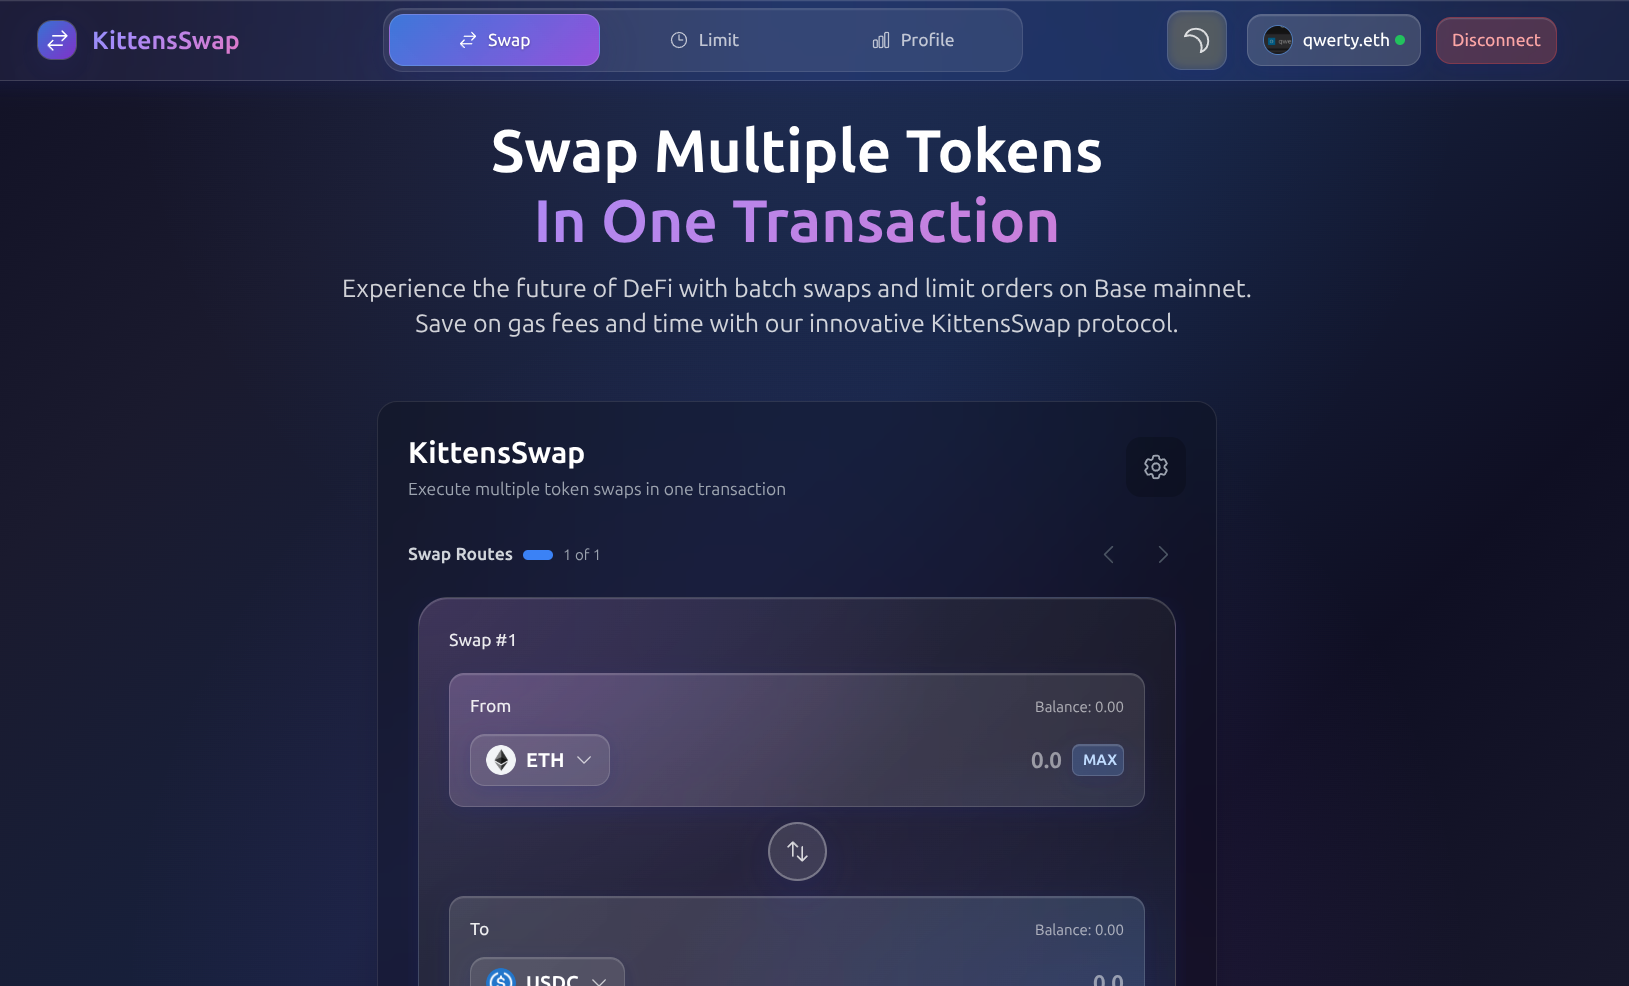 KittensSwap
Swap
Limit
Profile
qwerty.eth
Disconnect
Swap Multiple Tokens
In One Transaction
Experience the future of DeFi with batch swaps and limit orders on Base mainnet.
Save on gas fees and time with our innovative KittensSwap protocol.
KittensSwap
Execute multiple token swaps in one transaction
Swap Routes 1 of 1
Swap #1
From
Balance: 0.00
ETH
0.0 MAX
To
Balance: 0.00
USDC
0.0